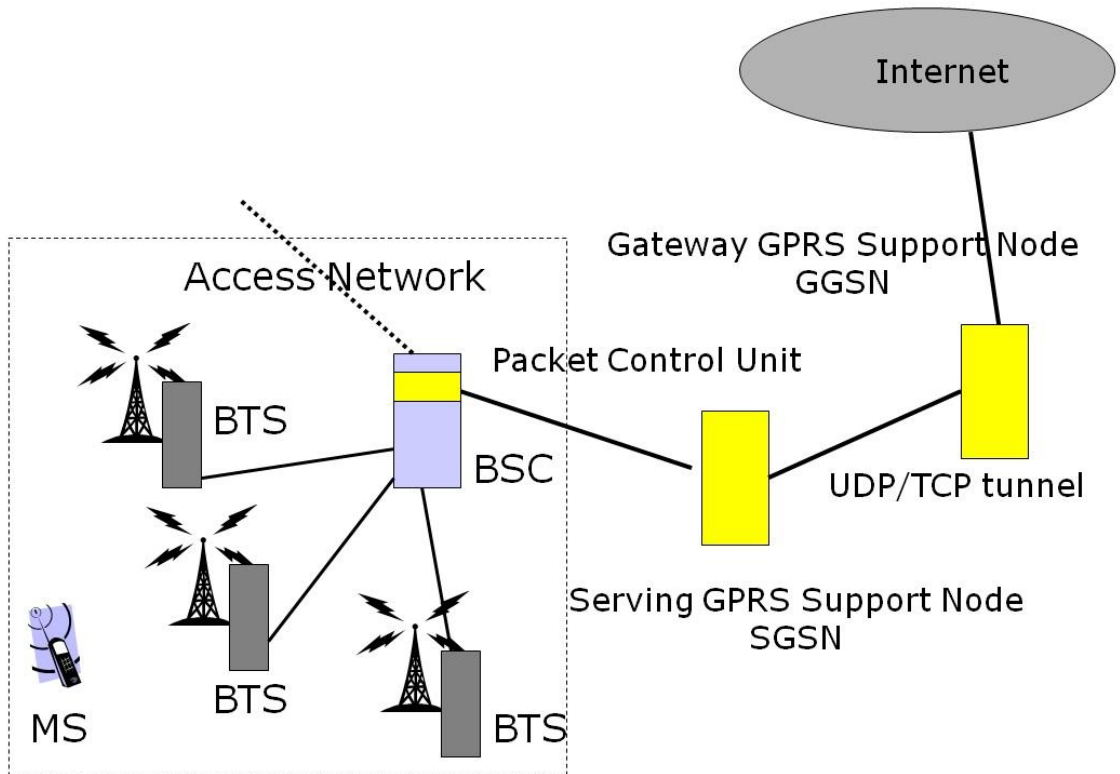 Internet
Gateway GPRS Support Node
GGSN
Access Network
Packet Control Unit
BTS
BSC
UDP/TCP tunnel
Serving GPRS Support Node
SGSN
BTS
MS
BTS